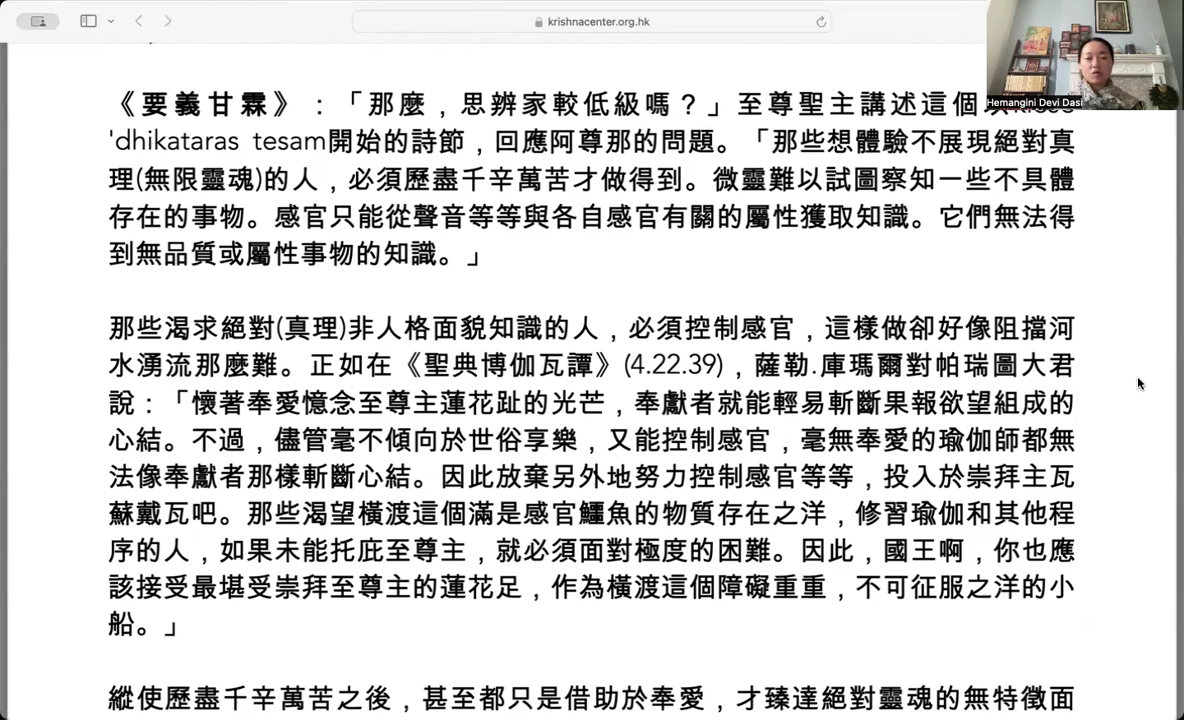 krishnacenter.org.hk
Hemangini Devi Dasi
《要義甘霖》：「那麼，思辨家較低級嗎？」至尊聖主講述這個以
'dhikataras tesam開始的詩節，回應阿尊那的問題。「那些想體驗不展現絕對真
理(無限靈魂)的人，必須歷盡千辛萬苦才做得到。微靈難以試圖察知一些不具體
存在的事物。感官只能從聲音等等與各自感官有關的屬性獲取知識。它們無法得
到無品質或屬性事物的知識。」
那些渴求絕對(真理)非人格面貌知識的人，必須控制感官，這樣做卻好像阻擋河
水湧流那麼難。正如在《聖典博伽瓦譚》(4.22.39)，薩勒.庫瑪爾對帕瑞圖大君
說：「懷著奉愛憶念至尊主蓮花趾的光芒，奉獻者就能輕易斬斷果報欲望組成的
心結。不過，儘管毫不傾向於世俗享樂，又能控制感官，毫無奉愛的瑜伽師都無
法像奉獻者那樣斬斷心結。因此放棄另外地努力控制感官等等，投入於崇拜主瓦
蘇戴瓦吧。那些渴望橫渡這個滿是感官鱷魚的物質存在之洋，修習瑜伽和其他程
序的人，如果未能托庇至尊主，就必須面對極度的困難。因此，國王啊，你也應
該接受最堪受崇拜至尊主的蓮花足，作為橫渡這個障礙重重，不可征服之洋的小
船。」
縱使歷盡千辛萬苦之後，甚至都只是借助於奉愛，才臻達絕對靈魂的無特徵面